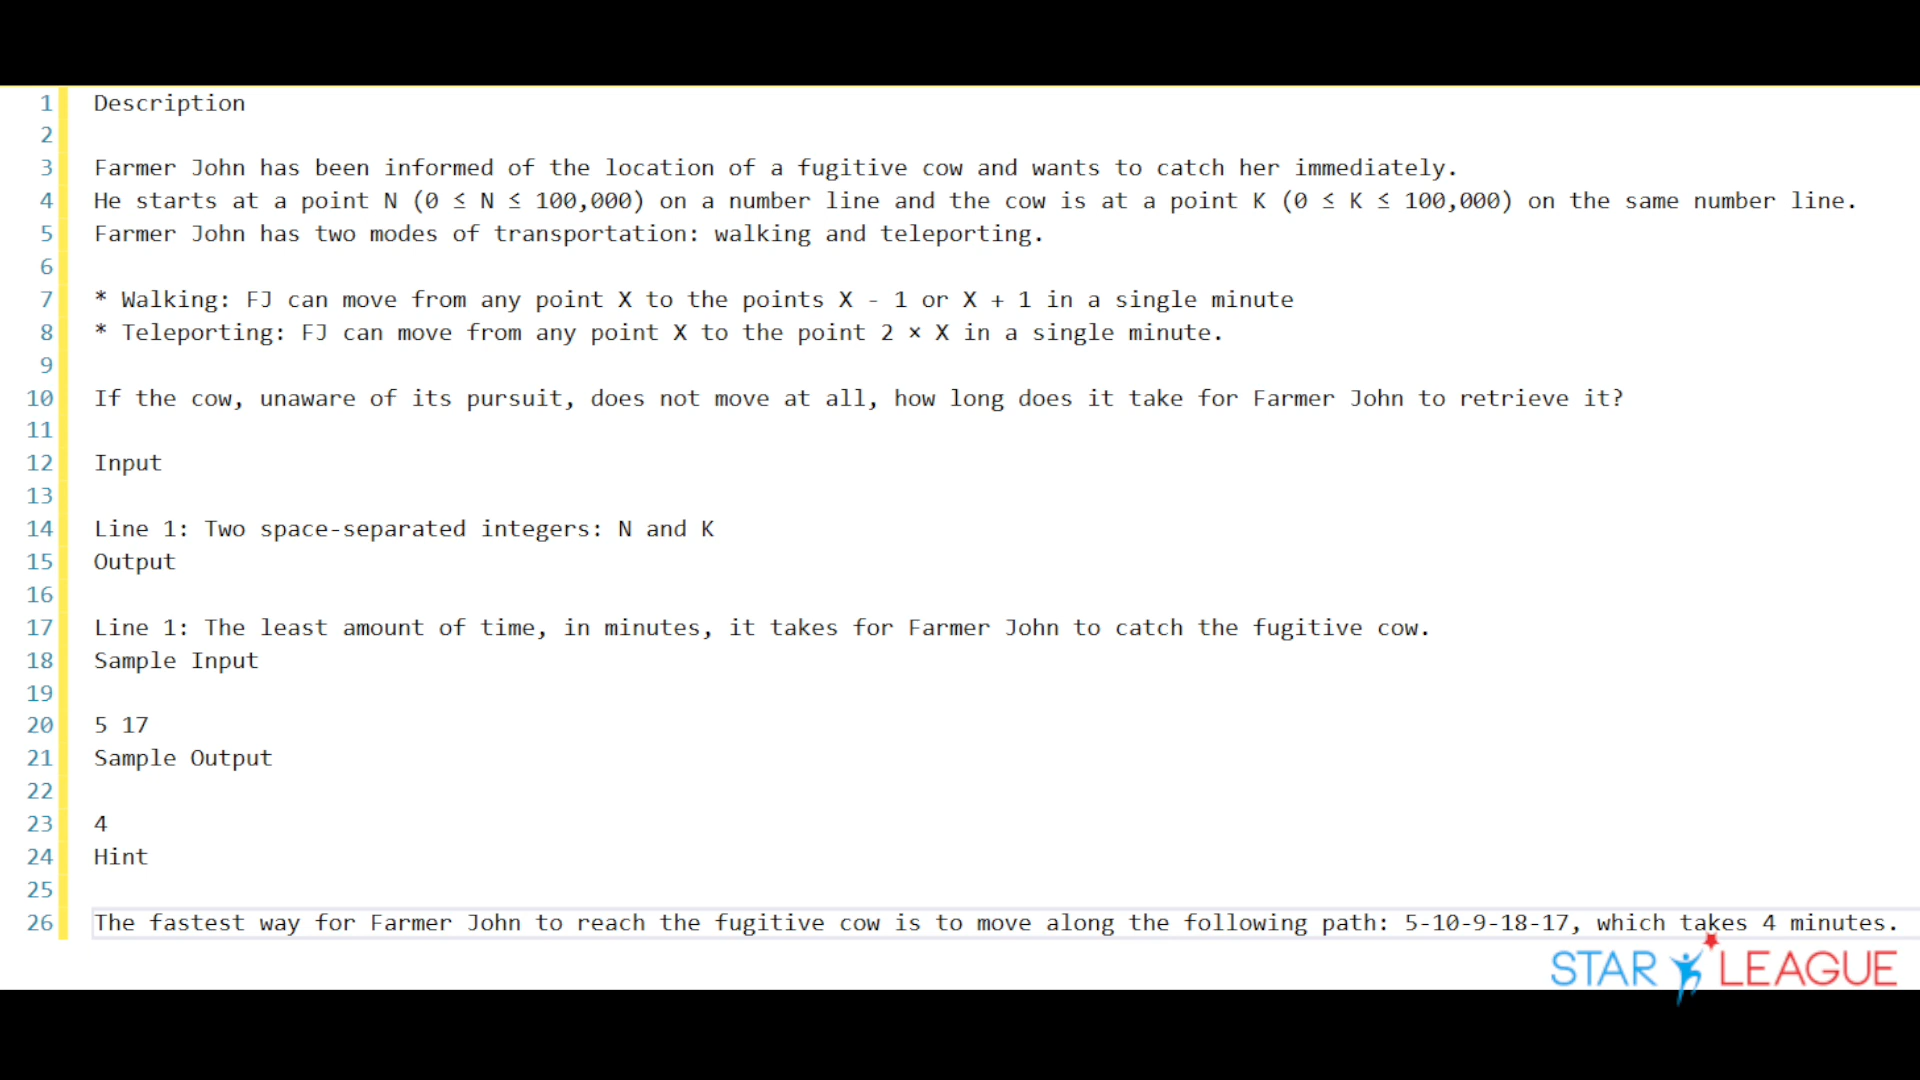 1 Description
2
3 Farmer John has been informed of the location of a fugitive cow and wants to catch her immediately.
4 He starts at a point N (0 ≤ N ≤ 100,000) on a number line and the cow is at a point K (0 ≤ K ≤ 100,000) on the same number line.
5 Farmer John has two modes of transportation: walking and teleporting.
6
7 * Walking: FJ can move from any point X to the points X - 1 or X + 1 in a single minute
8 * Teleporting: FJ can move from any point X to the point 2 × X in a single minute.
9
10 If the cow, unaware of its pursuit, does not move at all, how long does it take for Farmer John to retrieve it?
11
12 Input
13
14 Line 1: Two space-separated integers: N and K
15 Output
16
17 Line 1: The least amount of time, in minutes, it takes for Farmer John to catch the fugitive cow.
18 Sample Input
19
20 5 17
21 Sample Output
22
23 4
24 Hint
25
26 The fastest way for Farmer John to reach the fugitive cow is to move along the following path: 5-10-9-18-17, which takes 4 minutes.
STAR LEAGUE